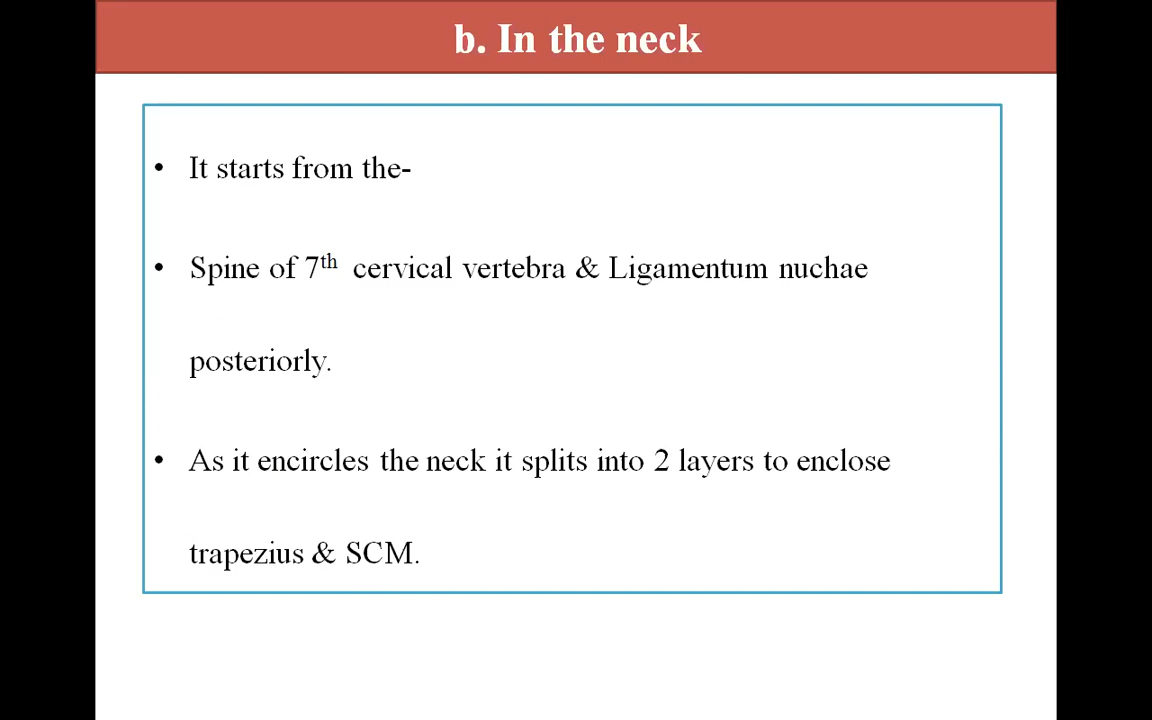 b. In the neck
• It starts from the-
• Spine of 7th cervical vertebra & Ligamentum nuchae
posteriorly.
• As it encircles the neck it splits into 2 layers to enclose
trapezius & SCM.